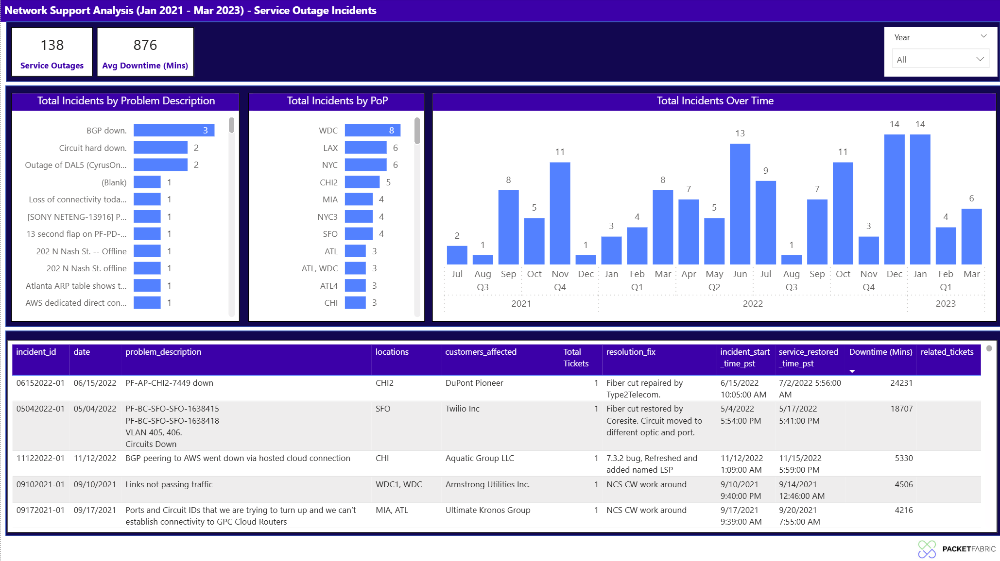 Network Support Analysis (Jan 2021 - Mar 2023) - Service Outage Incidents
138
Service Outages
876
Avg Downtime (Mins)
Year
All
Total Incidents by Problem Description
BGP down. 3
Circuit hard down. 2
Outage of DAL5 (CyrusOn... 2
(Blank) 1
Loss of connectivity toda... 1
[SONY NETENG-13916] P... 1
13 second flap on PF-PD-... 1
202 N Nash St. -- Offline 1
202 N Nash St. offline 1
Atlanta ARP table shows t... 1
AWS dedicated direct con... 1
Total Incidents by PoP
WDC 8
LAX 6
NYC 6
CHI2 5
MIA 4
NYC3 4
SFO 4
ATL 3
ATL, WDC 3
ATL4 3
CHI 3
Total Incidents Over Time
2 1 8 5 11 1 3 4 8 7 5 13 9 1 7 11 3 14 14 4 6
Jul Aug Sep Oct Nov Dec Jan Feb Mar Apr May Jun Jul Aug Sep Oct Nov Dec Jan Feb Mar
Q3 Q4 Q1 Q2 Q3 Q4 Q1
2021 2022 2023
incident_id date problem_description locations customers_affected Total resolution_fix incident_start service_restored Downtime (Mins) related_tickets
Tickets _time_pst _time_pst
06152022-01 06/15/2022 PF-AP-CHI2-7449 down CHI2 DuPont Pioneer 1 Fiber cut repaired by 6/15/2022 7/2/2022 5:56:00 24231
Type2Telecom. 10:05:00 AM AM
05042022-01 05/04/2022 PF-BC-SFO-SFO-1638415 SFO Twilio Inc 1 Fiber cut restored by 5/4/2022 5/17/2022 18707
PF-BC-SFO-SFO-1638418 Coresite. Circuit moved to 5:54:00 PM 5:41:00 PM
VLAN 405, 406. different optic and port.
Circuits Down
11122022-01 11/12/2022 BGP peering to AWS went down via hosted cloud connection CHI Aquatic Group LLC 1 7.3.2 bug, Refreshed and 11/12/2022 11/15/2022 5330
added named LSP 1:09:00 AM 5:59:00 PM
09102021-01 09/10/2021 Links not passing traffic WDC1, WDC Armstrong Utilities Inc. 1 NCS CW work around 9/10/2021 9/14/2021 4506
9:40:00 PM 12:46:00 AM
09172021-01 09/17/2021 Ports and Circuit IDs that we are trying to turn up and we can't MIA, ATL Ultimate Kronos Group 1 NCS CW work around 9/17/2021 9/20/2021 4216
establish connectivity to GPC Cloud Routers 9:39:00 AM 7:55:00 AM
PACKETFABRIC